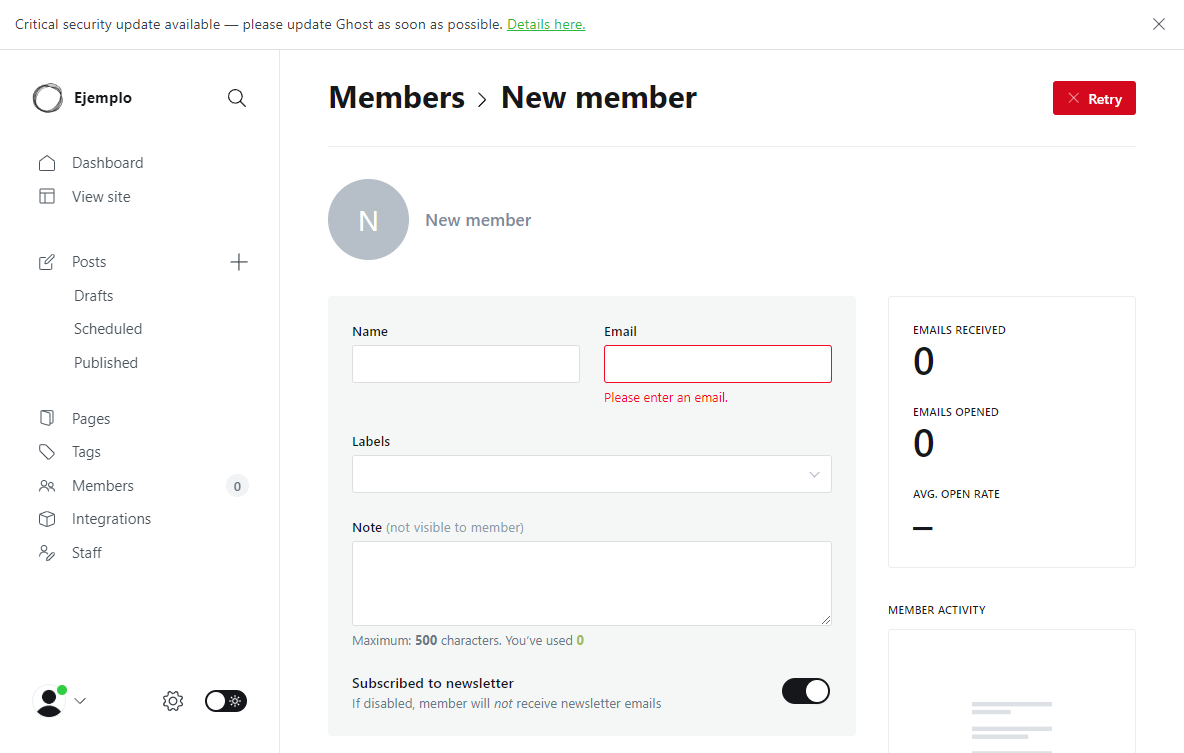 Critical security update available — please update Ghost as soon as possible. Details here.
Ejemplo
Dashboard
View site
Posts
Drafts
Scheduled
Published
Pages
Tags
Members 0
Integrations
Staff
Members › New member
Retry
N
New member
Name
Email
Please enter an email.
Labels
Note (not visible to member)
Maximum: 500 characters. You've used 0
Subscribed to newsletter
If disabled, member will not receive newsletter emails
EMAILS RECEIVED
0
EMAILS OPENED
0
AVG. OPEN RATE
–
MEMBER ACTIVITY